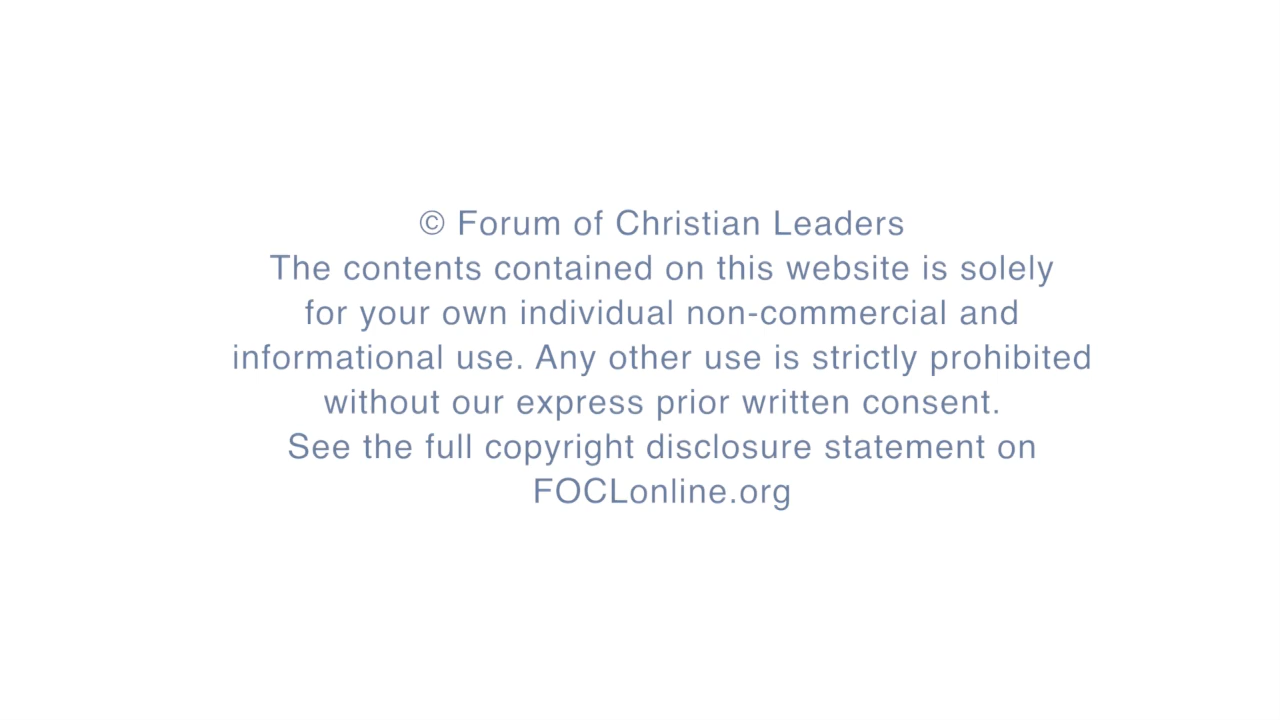 © Forum of Christian Leaders
The contents contained on this website is solely
for your own individual non-commercial and
informational use. Any other use is strictly prohibited
without our express prior written consent.
See the full copyright disclosure statement on
FOCLonline.org